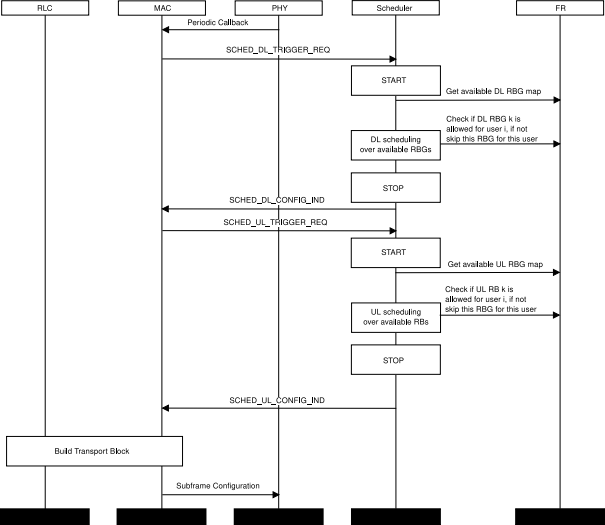 RLC MAC PHY Scheduler FR
Periodic Callback
SCHED_DL_TRIGGER_REQ
START
Get available DL RBG map
Check if DL RBG k is
allowed for user i, if not
skip this RBG for this user
DL scheduling
over available RBGs
STOP
SCHED_DL_CONFIG_IND
SCHED_UL_TRIGGER_REQ
START
Get available UL RBG map
Check if UL RB k is
allowed for user i, if not
skip this RBG for this user
UL scheduling
over available RBs
STOP
SCHED_UL_CONFIG_IND
Build Transport Block
Subframe Configuration